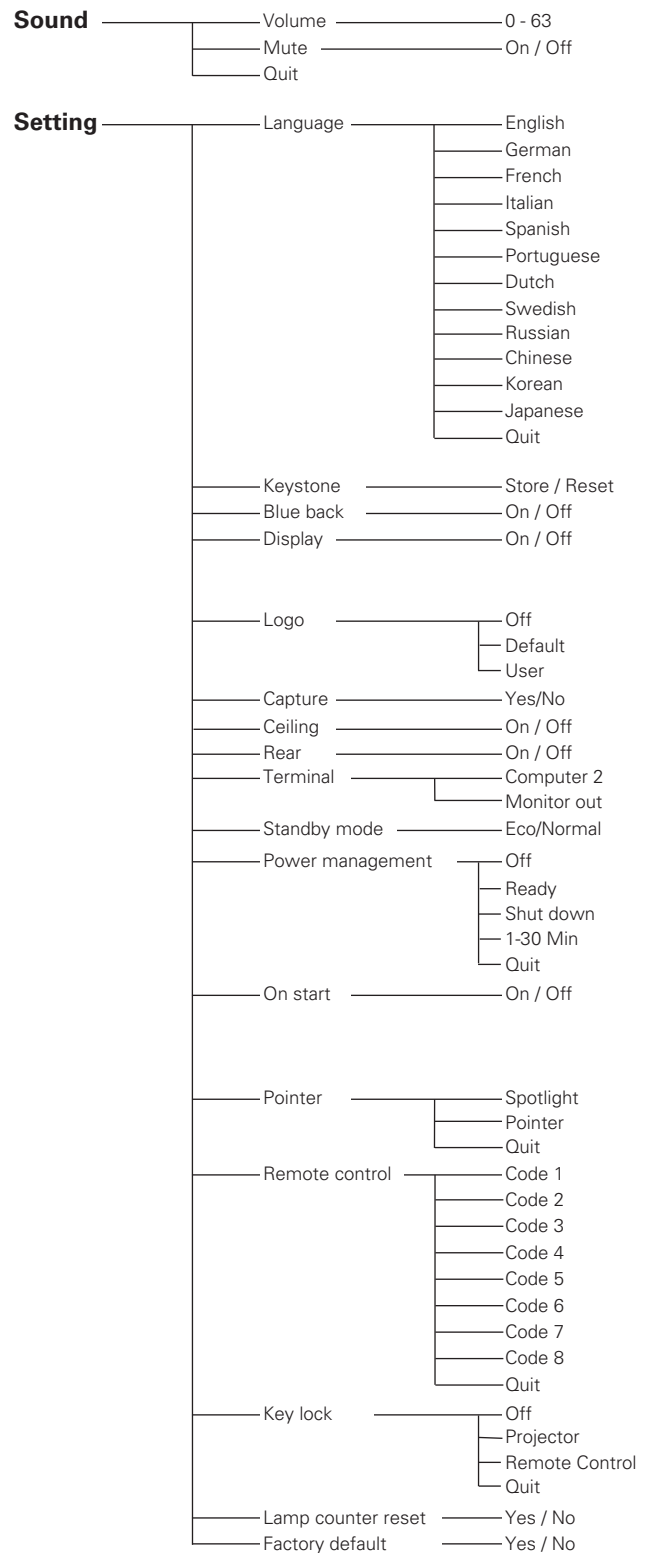 Sound Volume 0 - 63
Mute On / Off
Quit
Setting Language English
German
French
Italian
Spanish
Portuguese
Dutch
Swedish
Russian
Chinese
Korean
Japanese
Quit
Keystone Store / Reset
Blue back On / Off
Display On / Off
Logo Off
Default
User
Capture Yes/No
Ceiling On / Off
Rear On / Off
Terminal Computer 2
Monitor out
Standby mode Eco/Normal
Power management Off
Ready
Shut down
1-30 Min
Quit
On start On / Off
Pointer Spotlight
Pointer
Quit
Remote control Code 1
Code 2
Code 3
Code 4
Code 5
Code 6
Code 7
Code 8
Quit
Key lock Off
Projector
Remote Control
Quit
Lamp counter reset Yes / No
Factory default Yes / No